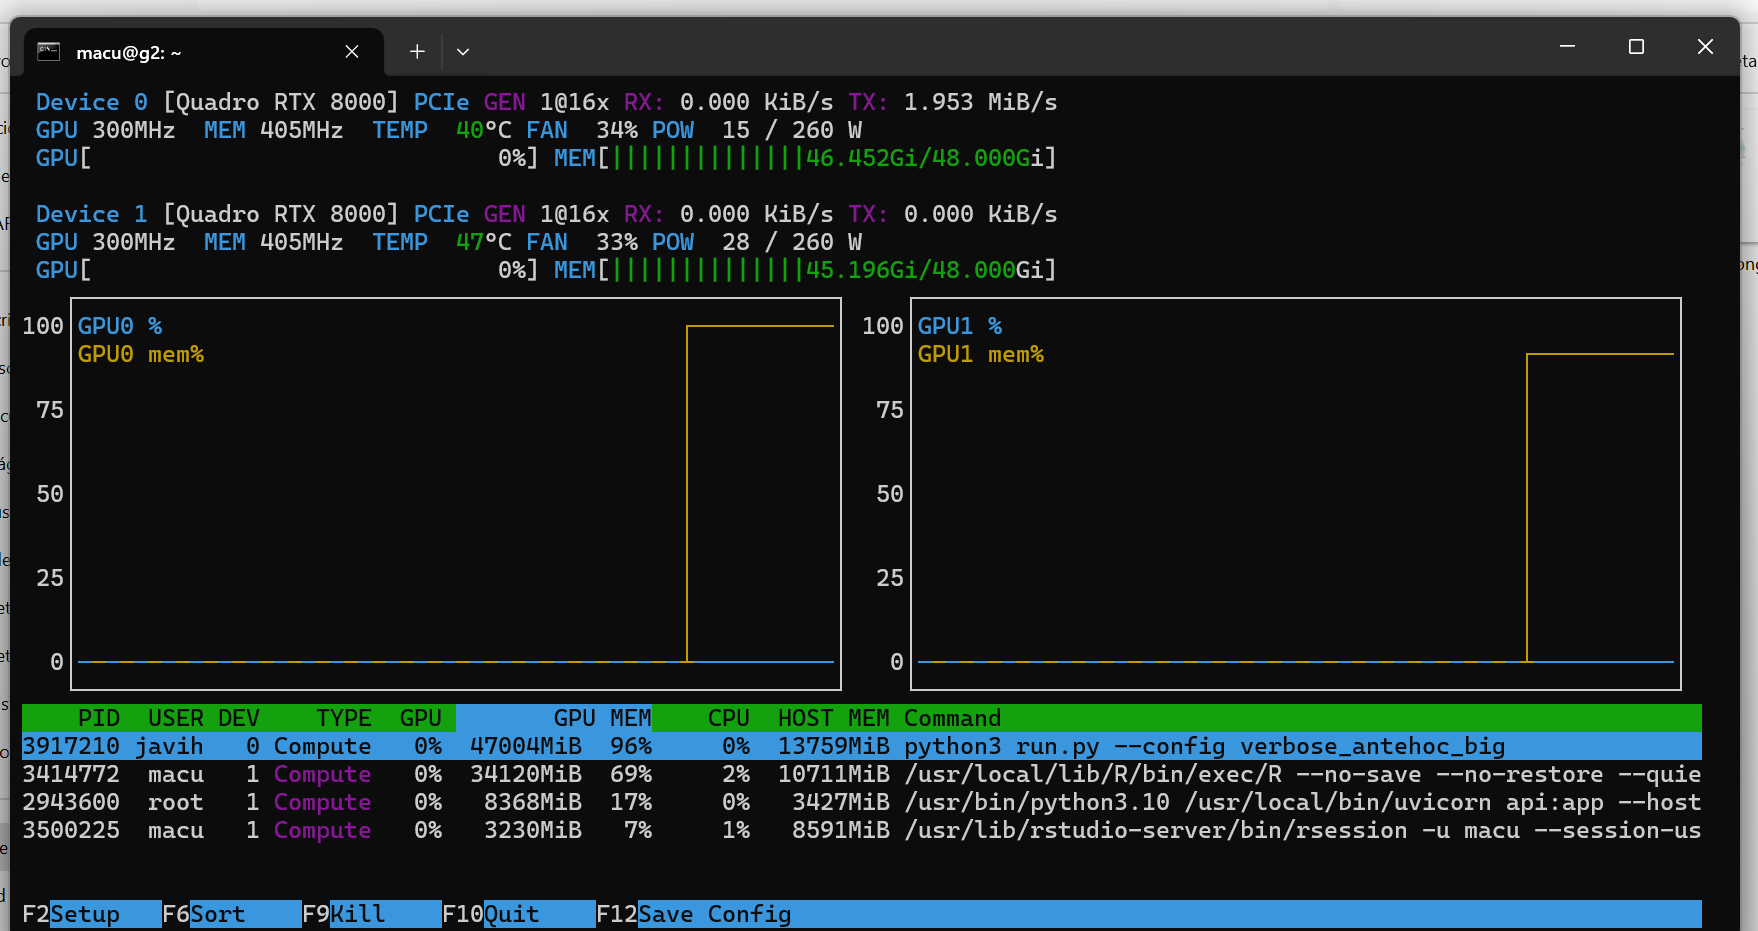 macu@g2: ~
Device 0 [Quadro RTX 8000] PCIe GEN 1@16x RX: 0.000 KiB/s TX: 1.953 MiB/s
GPU 300MHz  MEM 405MHz  TEMP  40°C FAN  34% POW  15 / 260 W
GPU[                             0%] MEM[||||||||||||||46.452Gi/48.000Gi]
Device 1 [Quadro RTX 8000] PCIe GEN 1@16x RX: 0.000 KiB/s TX: 0.000 KiB/s
GPU 300MHz  MEM 405MHz  TEMP  47°C FAN  33% POW  28 / 260 W
GPU[                             0%] MEM[||||||||||||||45.196Gi/48.000Gi]
100 GPU0 %
GPU0 mem%
75
50
25
0
100 GPU1 %
GPU1 mem%
75
50
25
0
PID  USER DEV    TYPE  GPU        GPU MEM    CPU  HOST MEM Command
3917210 javih   0 Compute   0%  47004MiB  96%     0%  13759MiB python3 run.py --config verbose_antehoc_big
3414772  macu   1 Compute   0%  34120MiB  69%     2%  10711MiB /usr/local/lib/R/bin/exec/R --no-save --no-restore --quie
2943600  root   1 Compute   0%   8368MiB  17%     0%   3427MiB /usr/bin/python3.10 /usr/local/bin/uvicorn api:app --host
3500225  macu   1 Compute   0%   3230MiB   7%     1%   8591MiB /usr/lib/rstudio-server/bin/rsession -u macu --session-us
F2Setup   F6Sort    F9Kill    F10Quit    F12Save Config